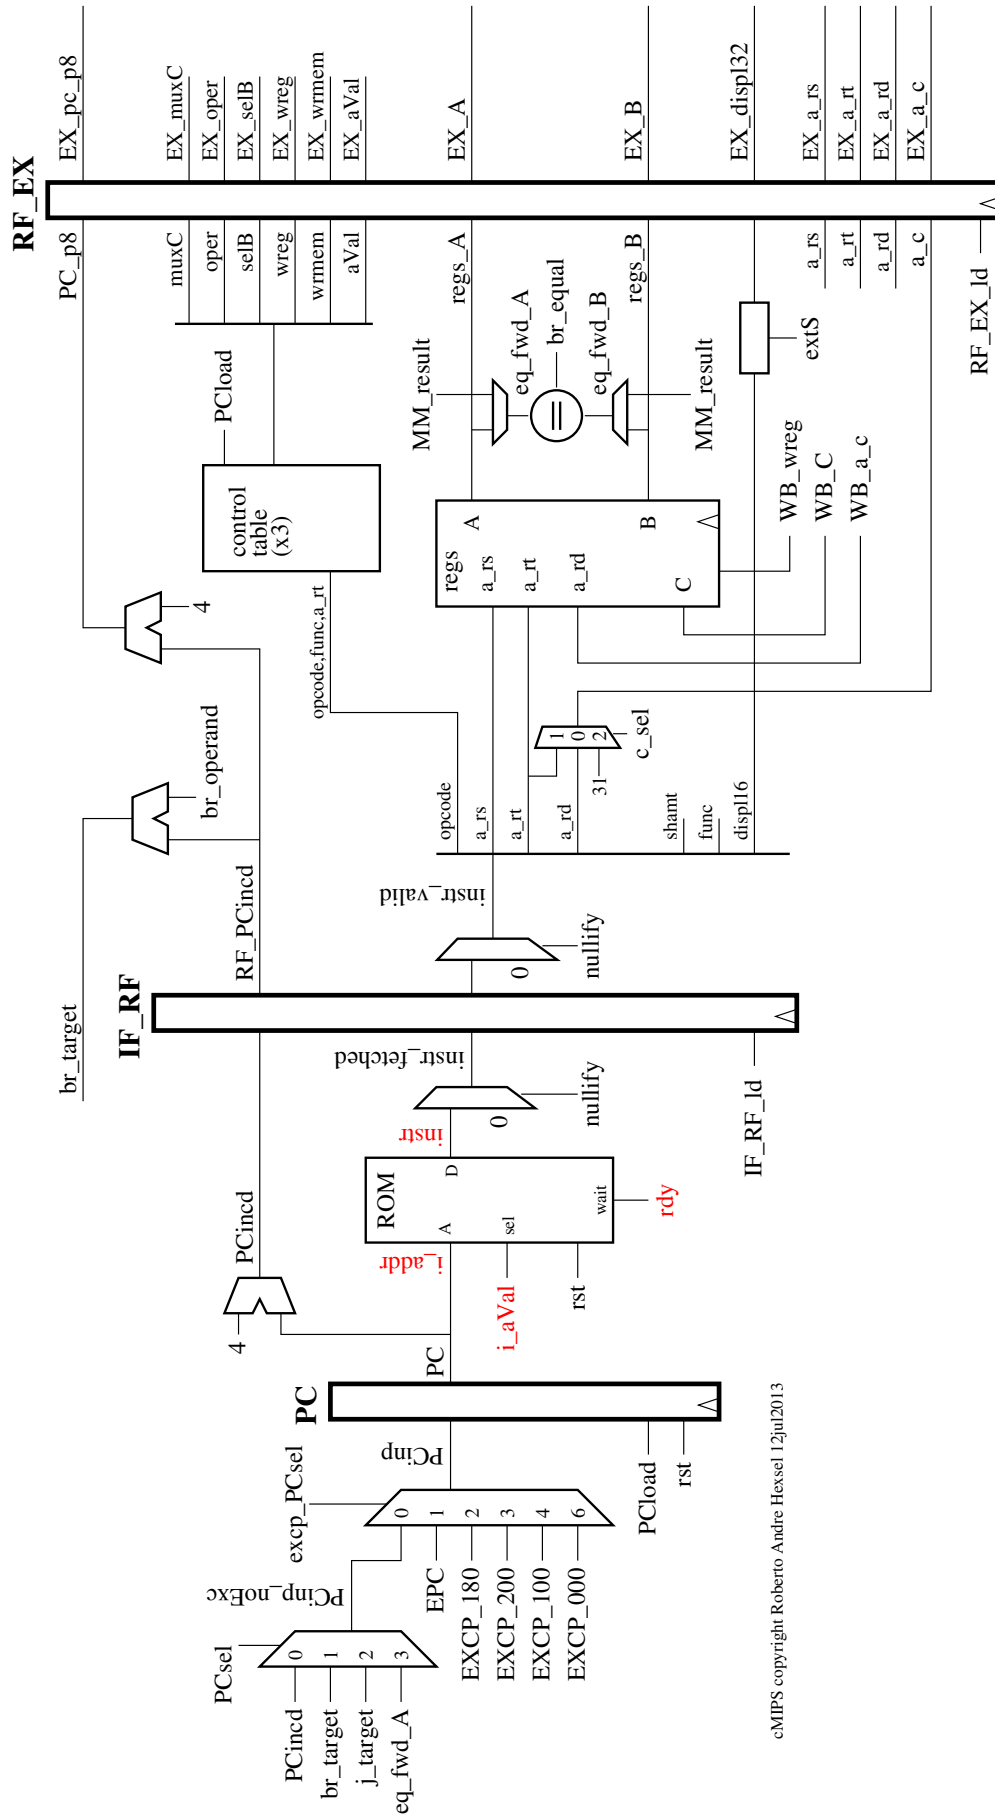 PCsel
PCincd
br_target
j_target
eq_fwd_A
0
1
2
3
PCinp_noExc
excp_PCsel
EPC
EXCP_180
EXCP_200
EXCP_100
EXCP_000
0
1
2
3
4
6
PCinp
PC
PCload
rst
PC
4
PCincd
i_addr
i_aVal
rst
ROM
A
D
sel
wait
rdy
instr
0
nullify
instr_fetched
IF_RF_ld
br_target
IF_RF
RF_PCincd
0
nullify
instr_valid
br_operand
4
opcode
a_rs
a_rt
a_rd
shamt
func
displ16
31
1
0
2
c_sel
opcode,func,a_rt
control
table
(x3)
PCload
regs
a_rs
a_rt
a_rd
C
A
B
WB_wreg
WB_C
WB_a_c
MM_result
eq_fwd_A
=
br_equal
eq_fwd_B
MM_result
extS
RF_EX
PC_p8
muxC
oper
selB
wreg
wrmem
aVal
regs_A
regs_B
a_rs
a_rt
a_rd
a_c
RF_EX_ld
EX_pc_p8
EX_muxC
EX_oper
EX_selB
EX_wreg
EX_wrmem
EX_aVal
EX_A
EX_B
EX_displ32
EX_a_rs
EX_a_rt
EX_a_rd
EX_a_c
cMIPS copyright Roberto Andre Hexsel 12jul2013